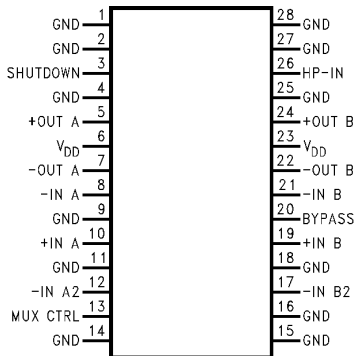 GND 1 28 GND
GND 2 27 GND
SHUTDOWN 3 26 HP-IN
GND 4 25 GND
+OUT A 5 24 +OUT B
VDD 6 23 VDD
-OUT A 7 22 -OUT B
-IN A 8 21 -IN B
GND 9 20 BYPASS
+IN A 10 19 +IN B
GND 11 18 GND
-IN A2 12 17 -IN B2
MUX CTRL 13 16 GND
GND 14 15 GND